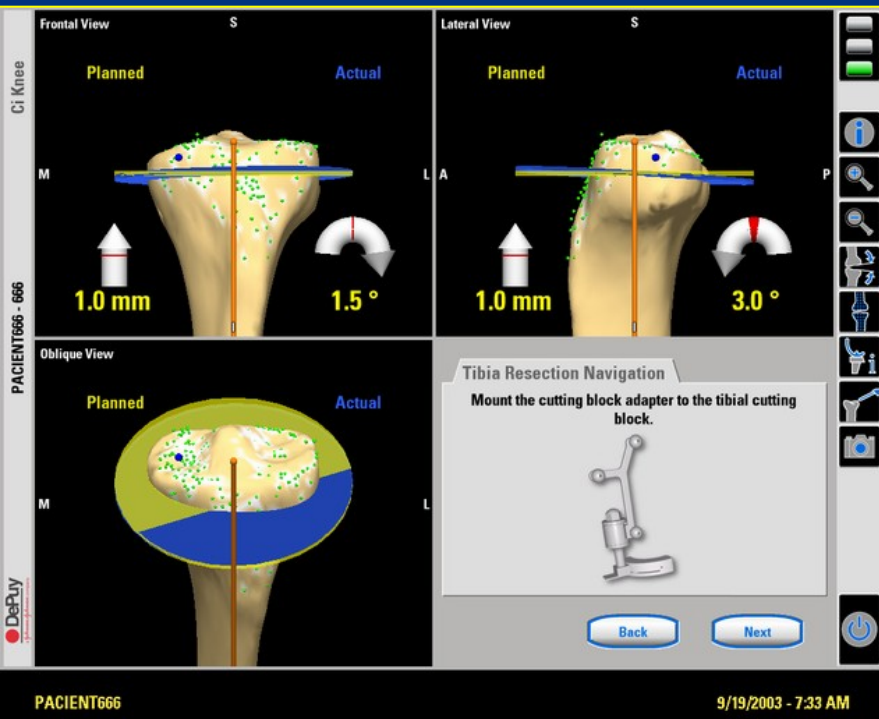 Ci Knee
PACIENT666 - 666
DePuy
Frontal View
S
Planned
Actual
M
L
1.0 mm
1.5 °
I
Lateral View
S
Planned
Actual
A
P
1.0 mm
3.0 °
I
Oblique View
Planned
Actual
M
L
Tibia Resection Navigation
Mount the cutting block adapter to the tibial cutting
block.
Back
Next
i
i
PACIENT666
9/19/2003 - 7:33 AM